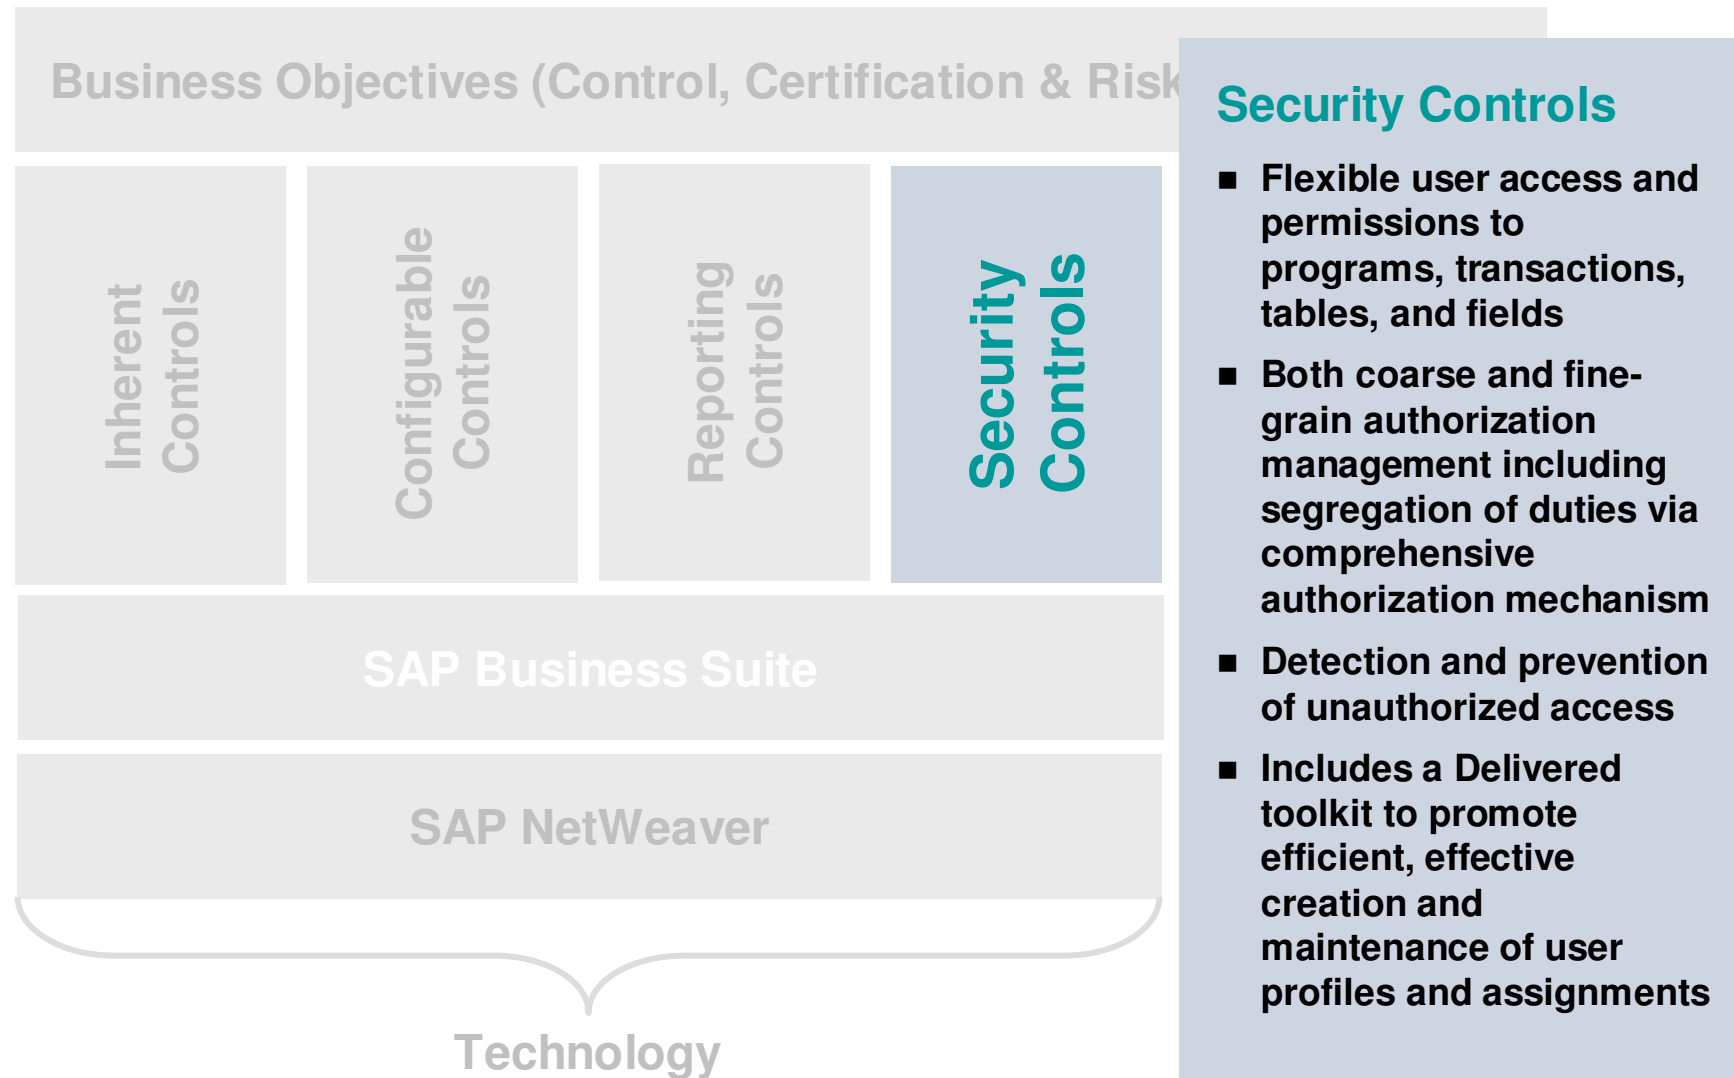 Business Objectives (Control, Certification & Risk
Inherent
Controls
Configurable
Controls
Reporting
Controls
Security
Controls
SAP Business Suite
SAP NetWeaver
Technology
Security Controls
■ Flexible user access and
permissions to
programs, transactions,
tables, and fields
■ Both coarse and fine-
grain authorization
management including
segregation of duties via
comprehensive
authorization mechanism
■ Detection and prevention
of unauthorized access
■ Includes a Delivered
toolkit to promote
efficient, effective
creation and
maintenance of user
profiles and assignments